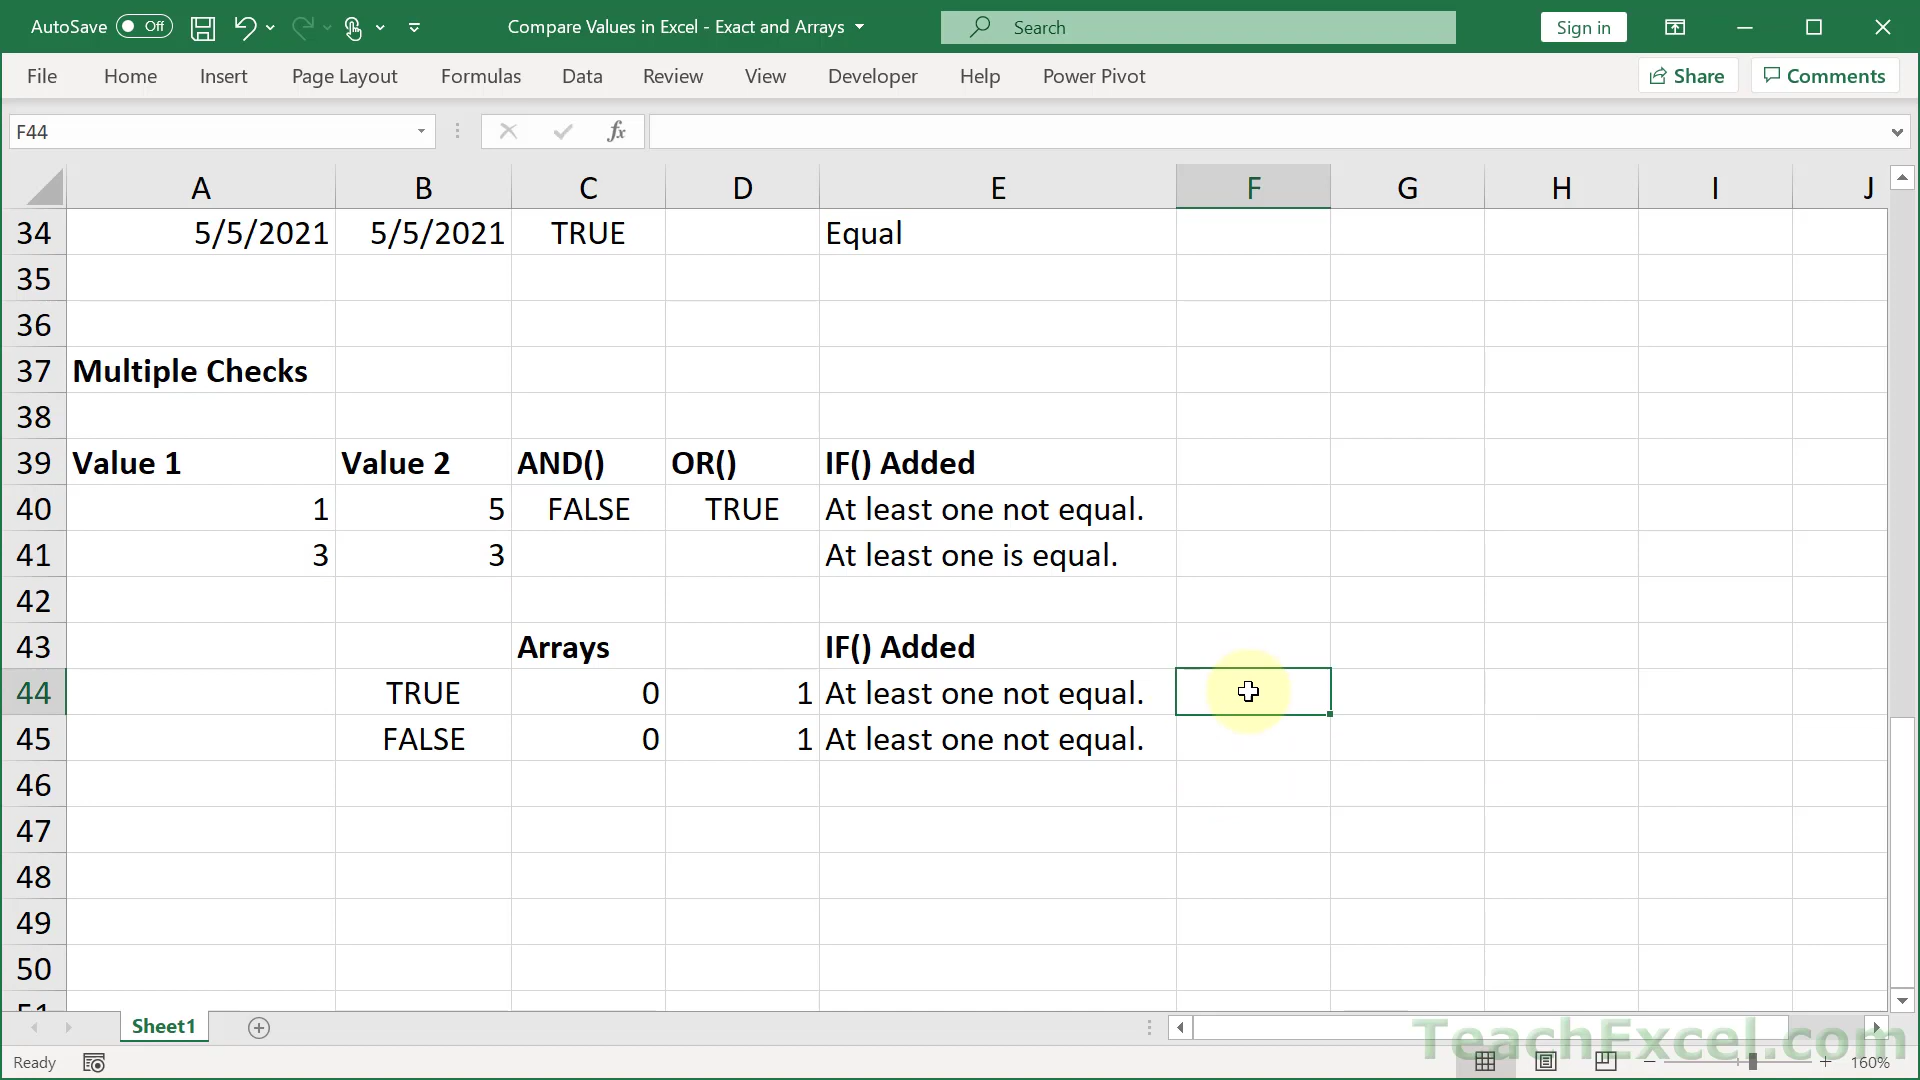 AutoSave Off Compare Values in Excel - Exact and Arrays Search Sign in
File Home Insert Page Layout Formulas Data Review View Developer Help Power Pivot Share Comments
F44 fx
A B C D E F G H I J
34 5/5/2021 5/5/2021 TRUE Equal
35
36
37 Multiple Checks
38
39 Value 1 Value 2 AND() OR() IF() Added
40 1 5 FALSE TRUE At least one not equal.
41 3 3 At least one is equal.
42
43 Arrays IF() Added
44 TRUE 0 1 At least one not equal.
45 FALSE 0 1 At least one not equal.
46
47
48
49
50
51
Sheet1
TeachExcel.com
Ready 160%